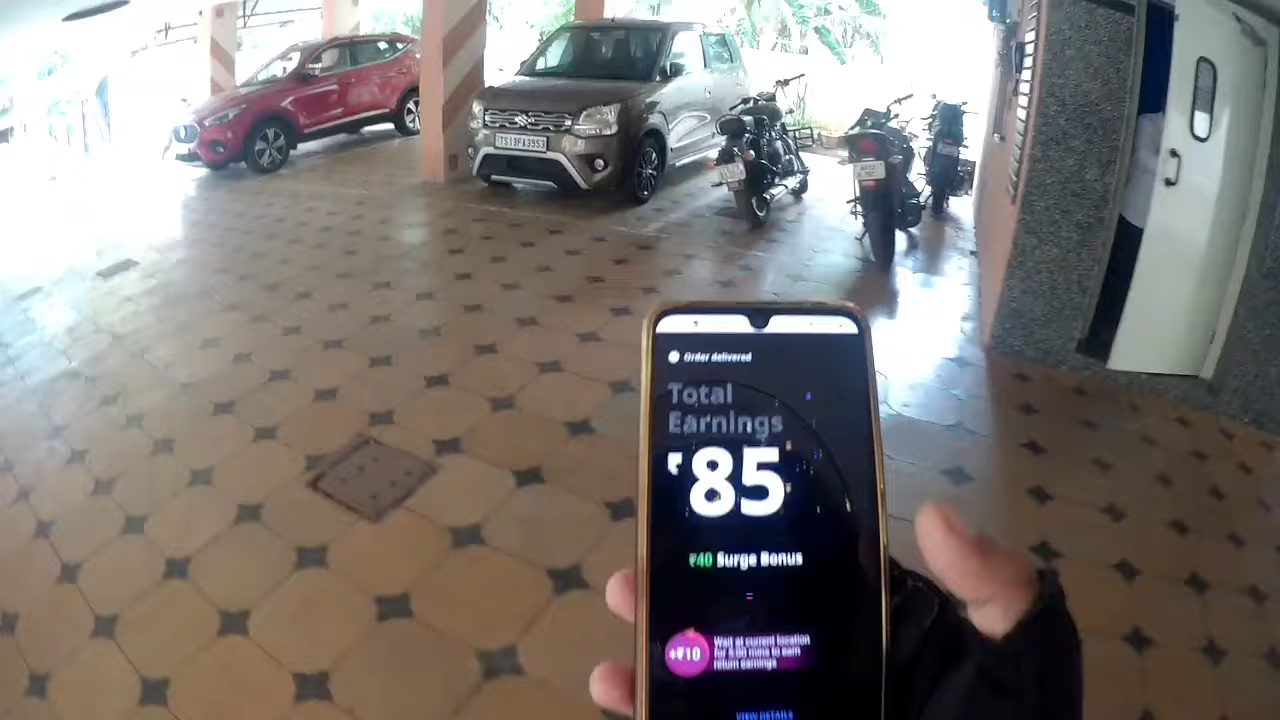 TS13FA3953
Order delivered
Total
Earnings
₹85
₹40 Surge Bonus
+₹10
Wait at current location
for 5:00 mins to earn
return earnings
VIEW DETAILS